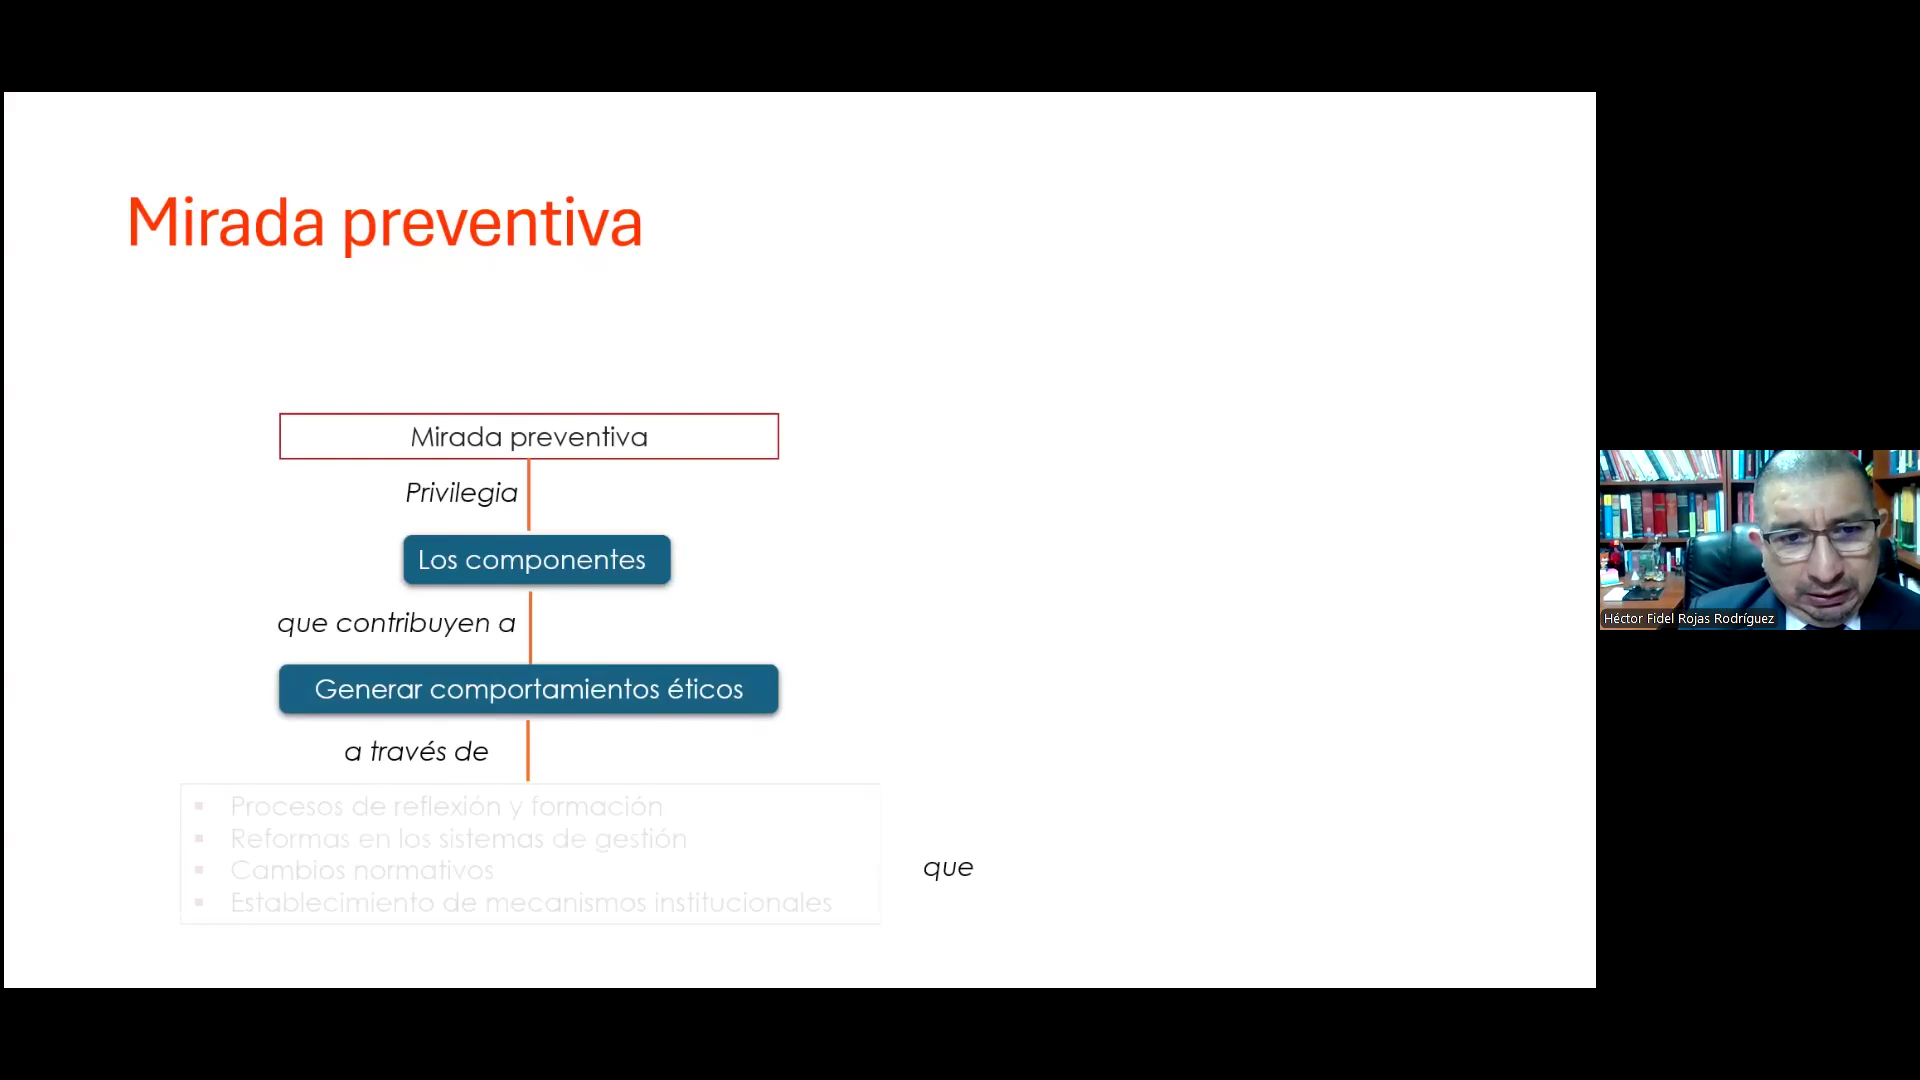 Mirada preventiva
Mirada preventiva
Privilegia
Los componentes
que contribuyen a
Generar comportamientos éticos
a través de
▪ Procesos de reflexión y formación
▪ Reformas en los sistemas de gestión
▪ Cambios normativos
▪ Establecimiento de mecanismos institucionales
que
Héctor Fidel Rojas Rodríguez